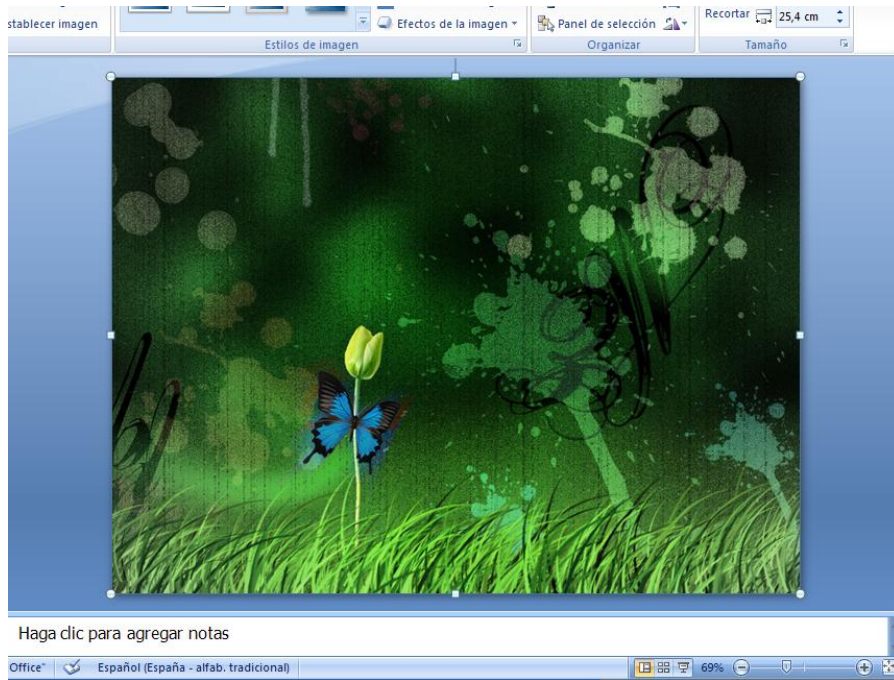 stablecer imagen
Efectos de la imagen
Panel de selección
Recortar
25,4 cm
Estilos de imagen
Organizar
Tamaño
Haga clic para agregar notas
Office"
Español (España - alfab. tradicional)
69%